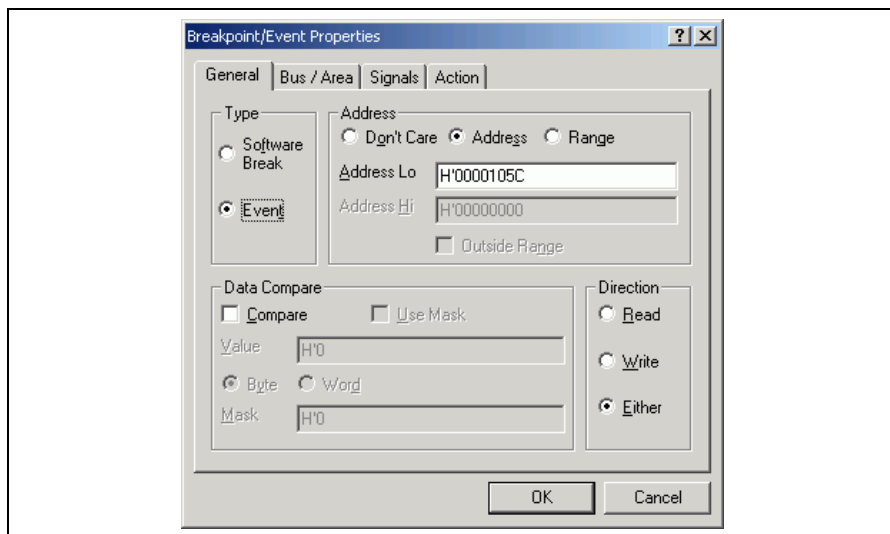 Breakpoint/Event Properties
General Bus / Area Signals Action
Type
Software
Break
Event
Address
Don't Care Address Range
Address Lo H'0000105C
Address Hi H'00000000
Outside Range
Data Compare
Compare Use Mask
Value H'0
Byte Word
Mask H'0
Direction
Read
Write
Either
OK Cancel